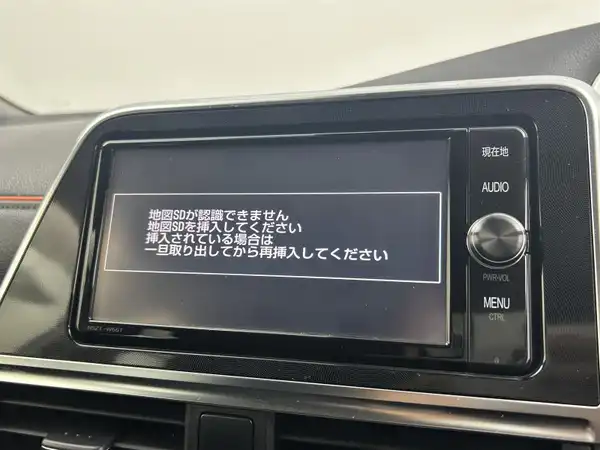 地図SDが認識できません
地図SDを挿入してください
挿入されている場合は
一旦取り出してから再挿入してください
現在地
AUDIO
PWR・VOL
MENU
CTRL
NSZT-W66T